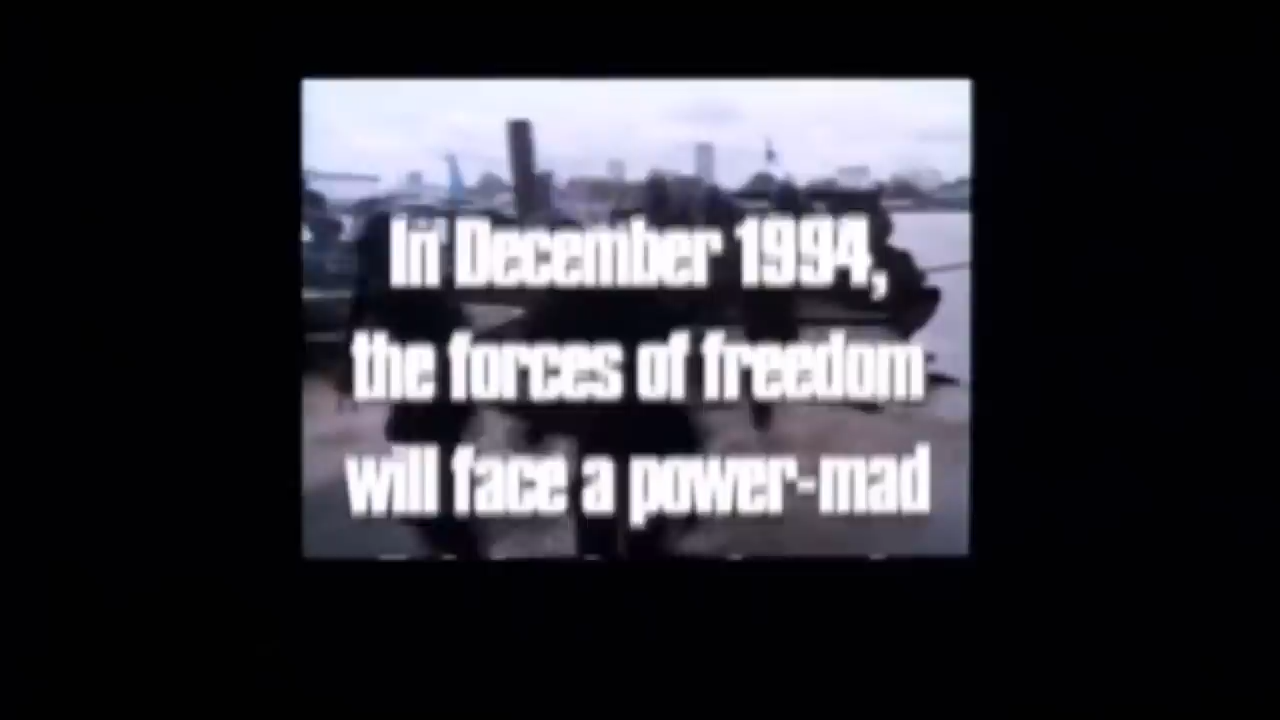 In December 1994,
the forces of freedom
will face a power-mad